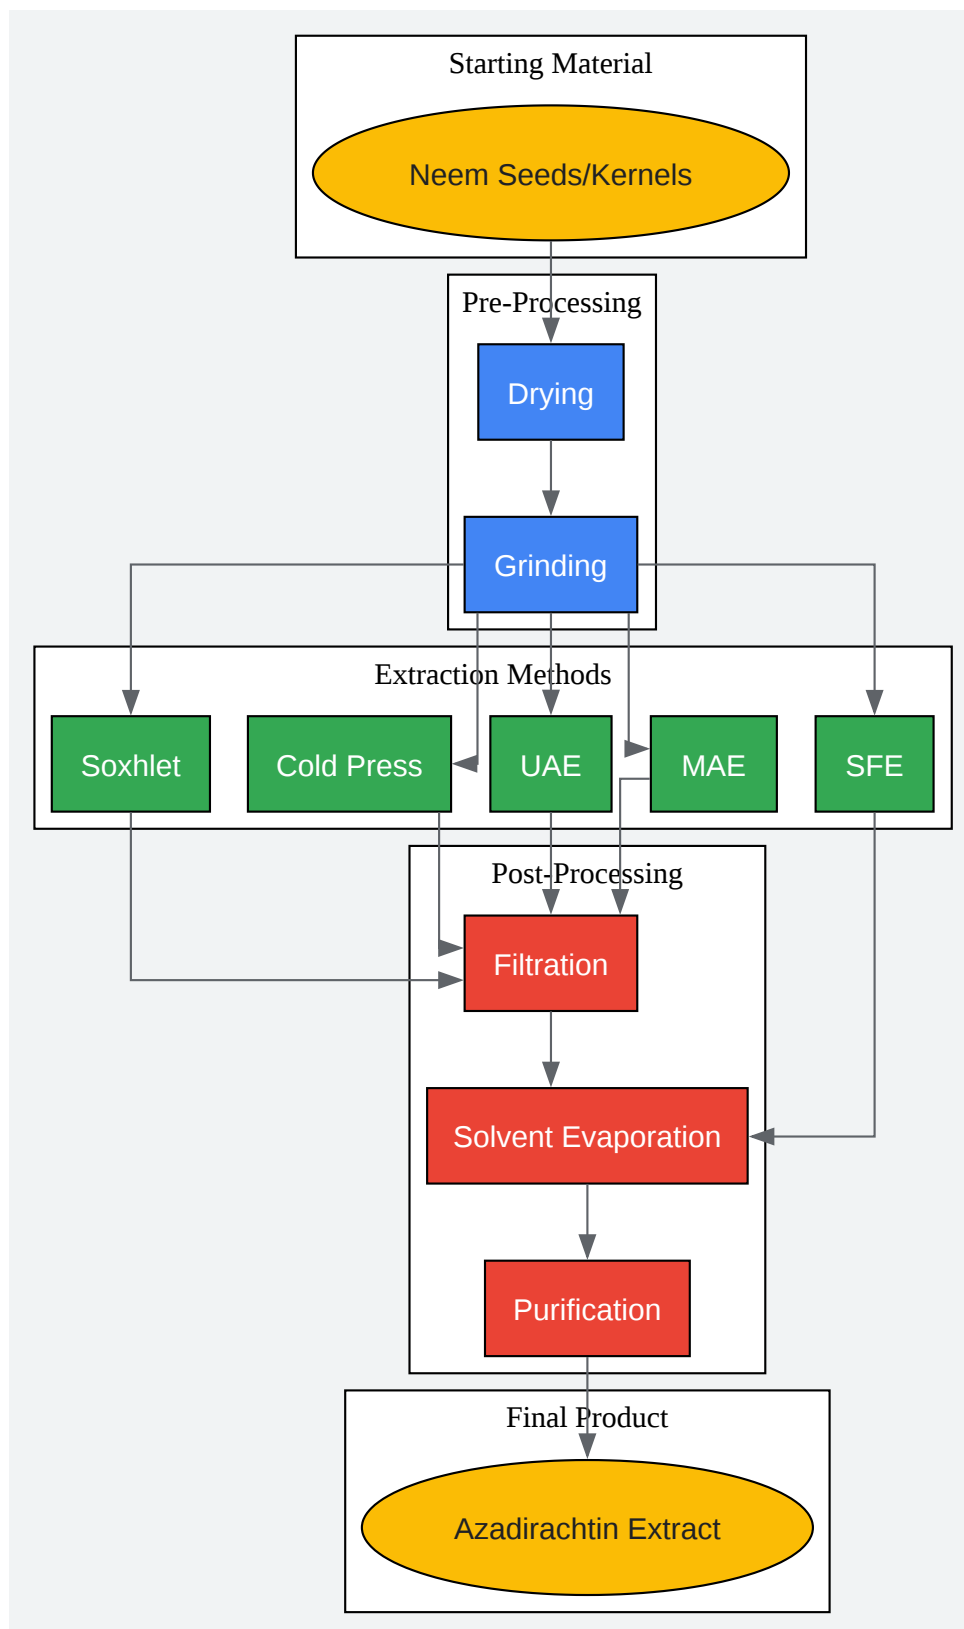 Starting Material
Neem Seeds/Kernels
Pre-Processing
Drying
Grinding
Extraction Methods
Soxhlet
Cold Press
UAE
MAE
SFE
Post-Processing
Filtration
Solvent Evaporation
Purification
Final Product
Azadirachtin Extract